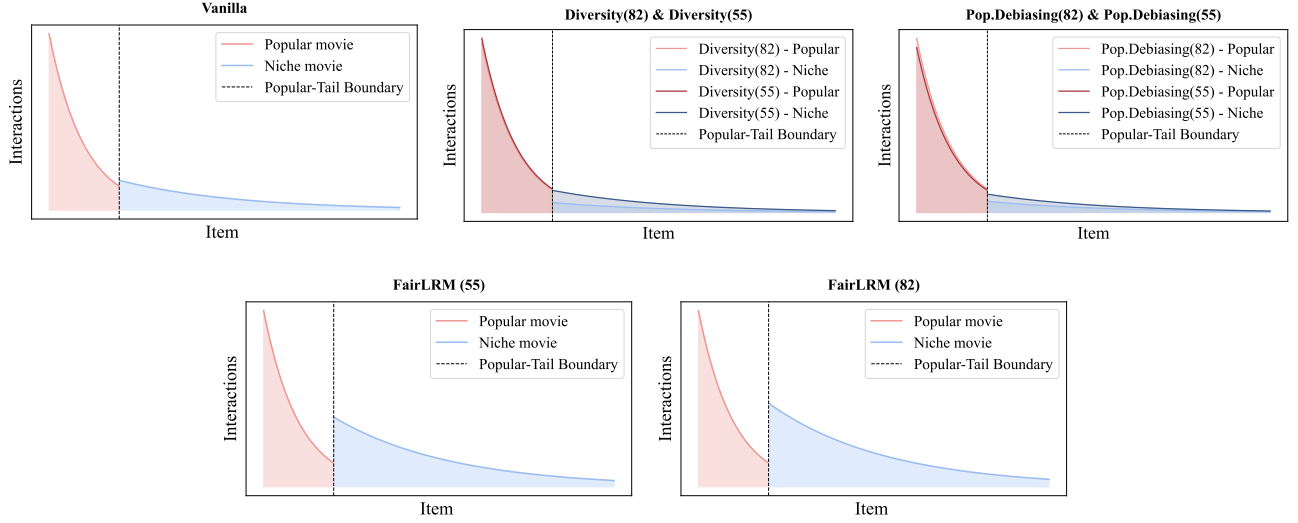 Vanilla
Interactions
Popular movie
Niche movie
Popular-Tail Boundary
Item
Diversity(82) & Diversity(55)
Interactions
Diversity(82) - Popular
Diversity(82) - Niche
Diversity(55) - Popular
Diversity(55) - Niche
Popular-Tail Boundary
Item
Pop.Debiasing(82) & Pop.Debiasing(55)
Interactions
Pop.Debiasing(82) - Popular
Pop.Debiasing(82) - Niche
Pop.Debiasing(55) - Popular
Pop.Debiasing(55) - Niche
Popular-Tail Boundary
Item
FairLRM (55)
Interactions
Popular movie
Niche movie
Popular-Tail Boundary
Item
FairLRM (82)
Interactions
Popular movie
Niche movie
Popular-Tail Boundary
Item